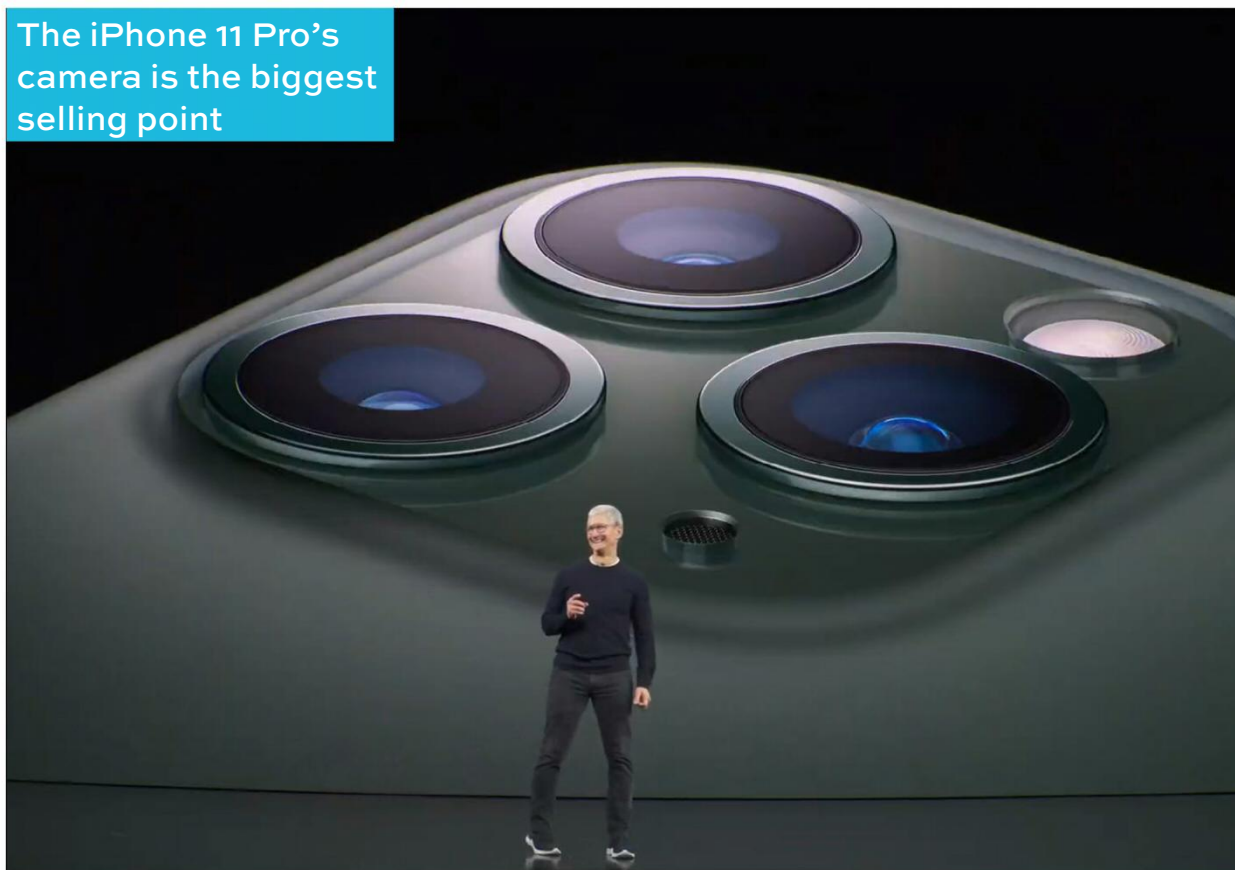 The iPhone 11 Pro’s
camera is the biggest
selling point